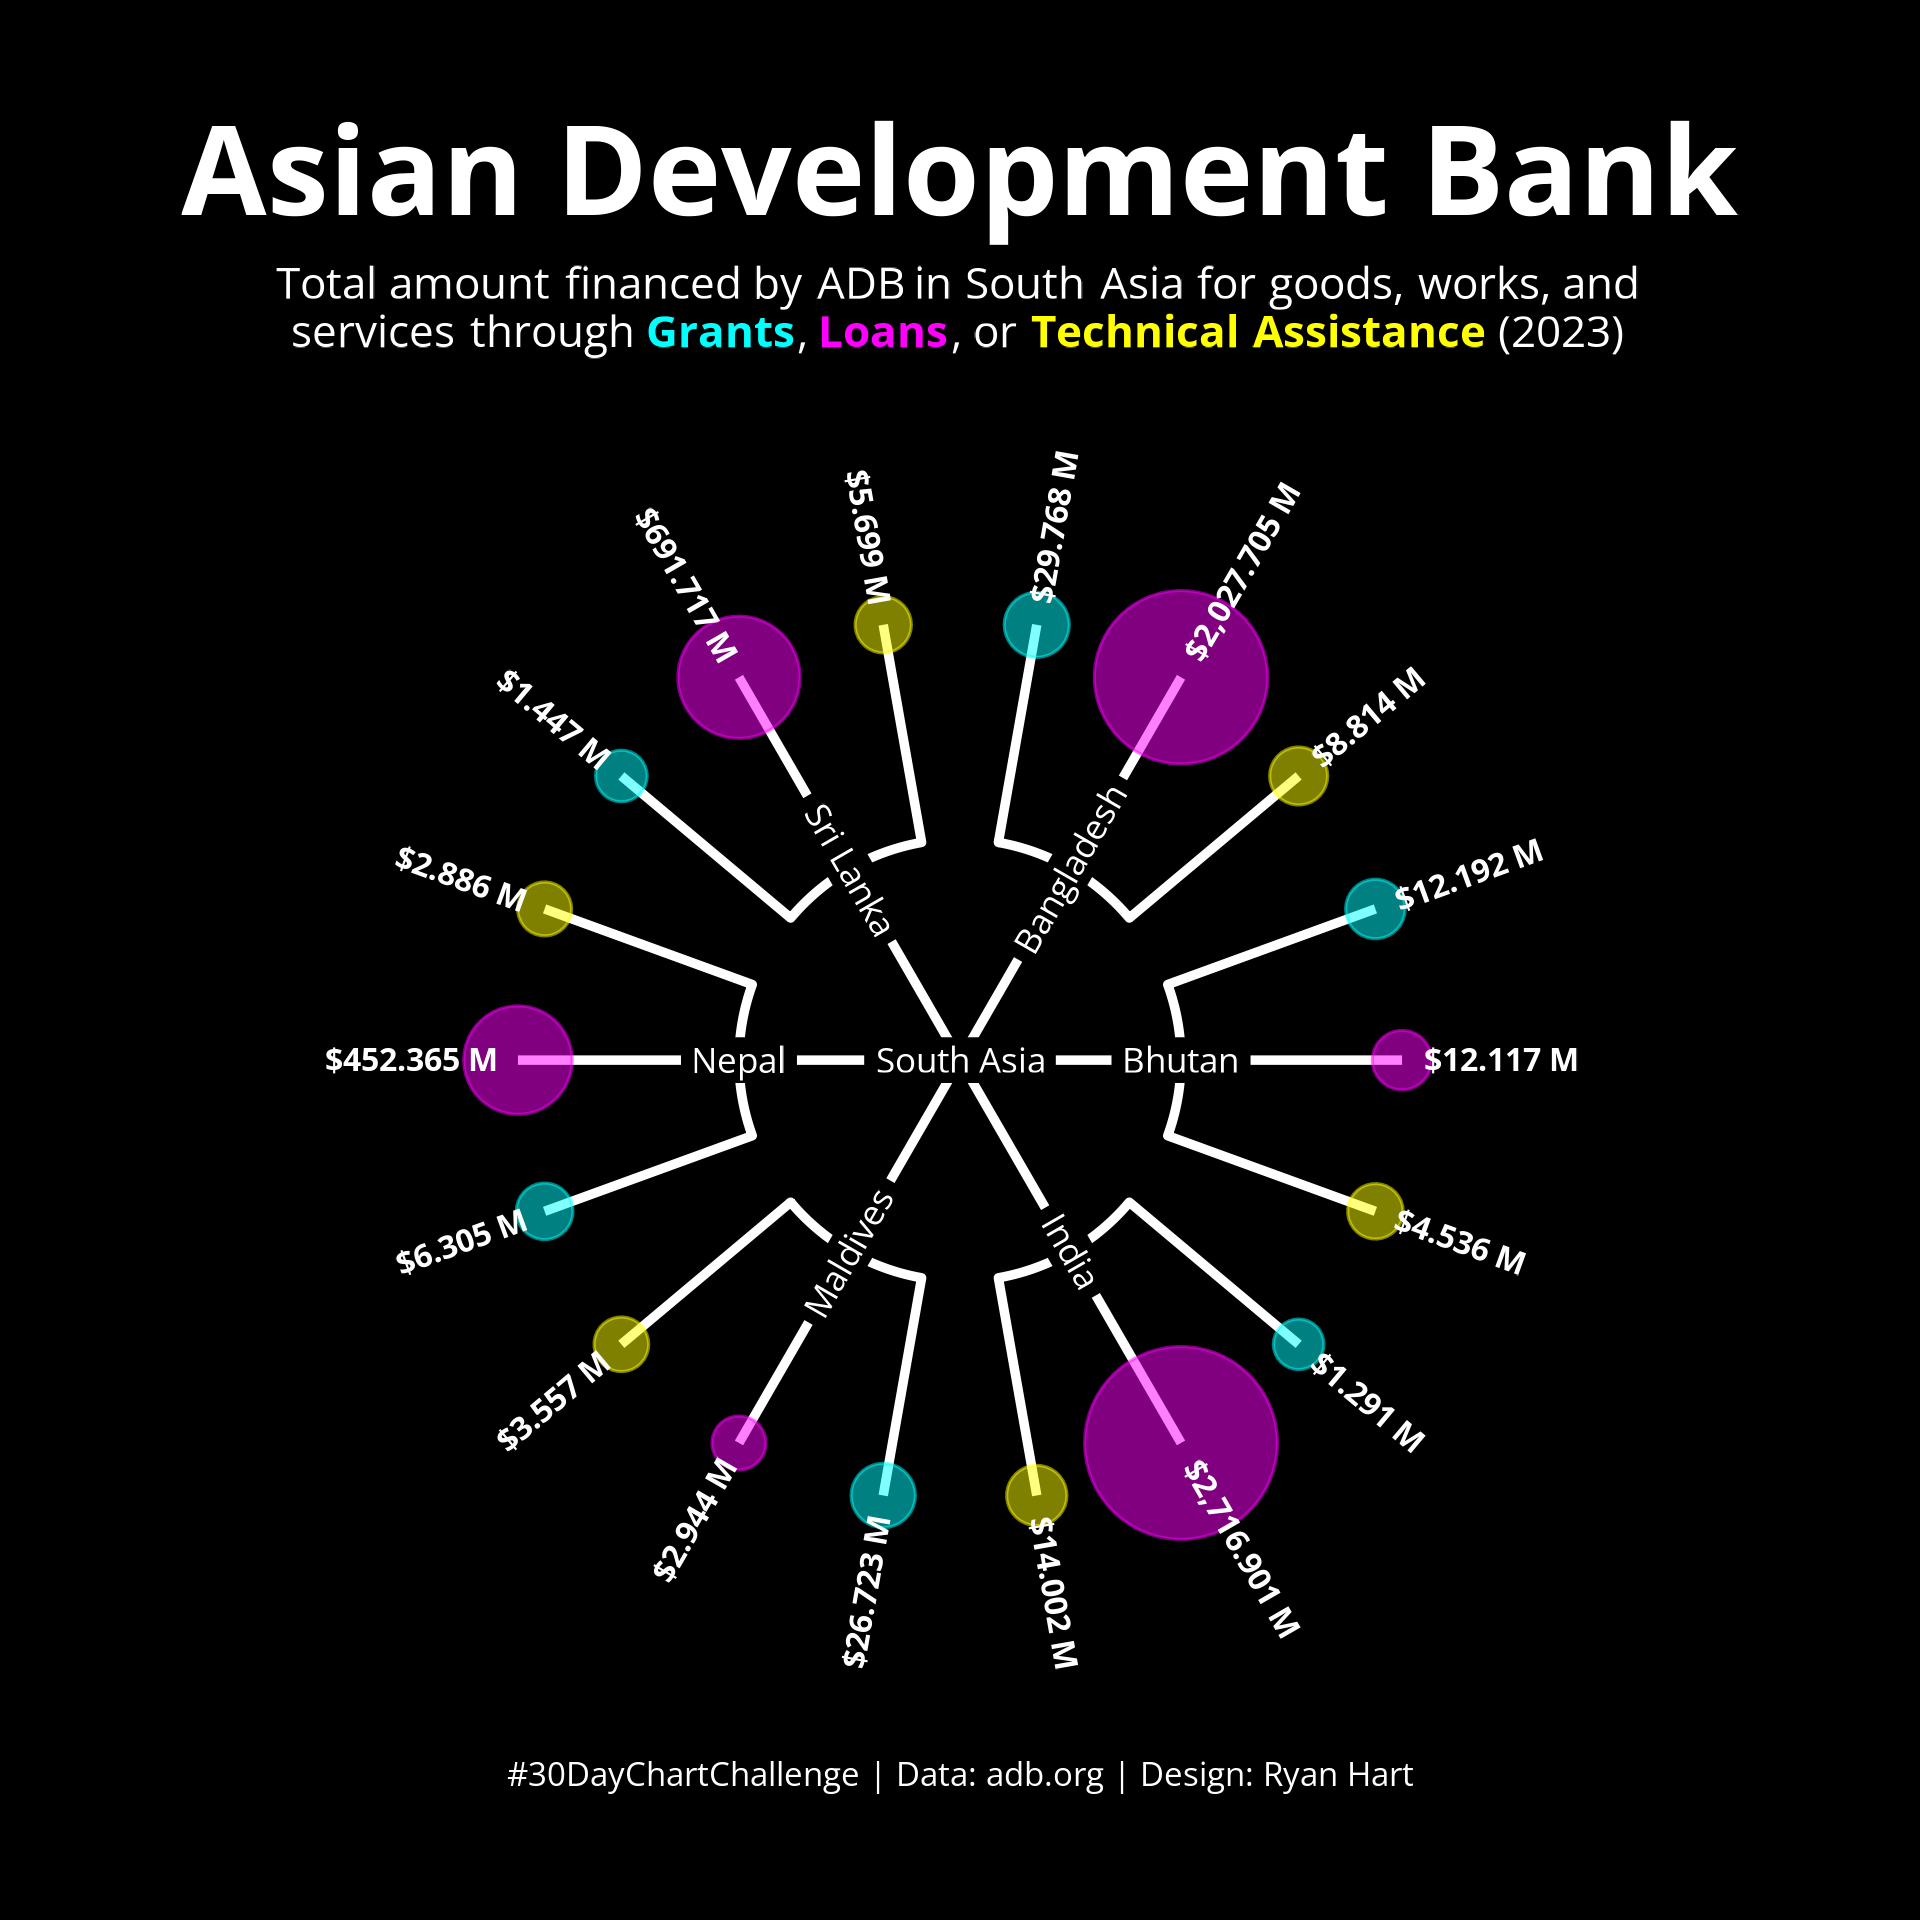 Asian Development Bank
Total amount financed by ADB in South Asia for goods, works, and
services through Grants, Loans, or Technical Assistance (2023)
$29.768 M
$2,027.705 M
$8.814 M
Bangladesh
$12.192 M
$12.117 M
$4.536 M
Bhutan
$1.291 M
$2,716.901 M
$14.002 M
India
$26.723 M
$2.944 M
$3.557 M
Maldives
$6.305 M
$452.365 M
$2.886 M
Nepal
$1.447 M
$691.717 M
$5.699 M
Sri Lanka
South Asia
#30DayChartChallenge | Data: adb.org | Design: Ryan Hart